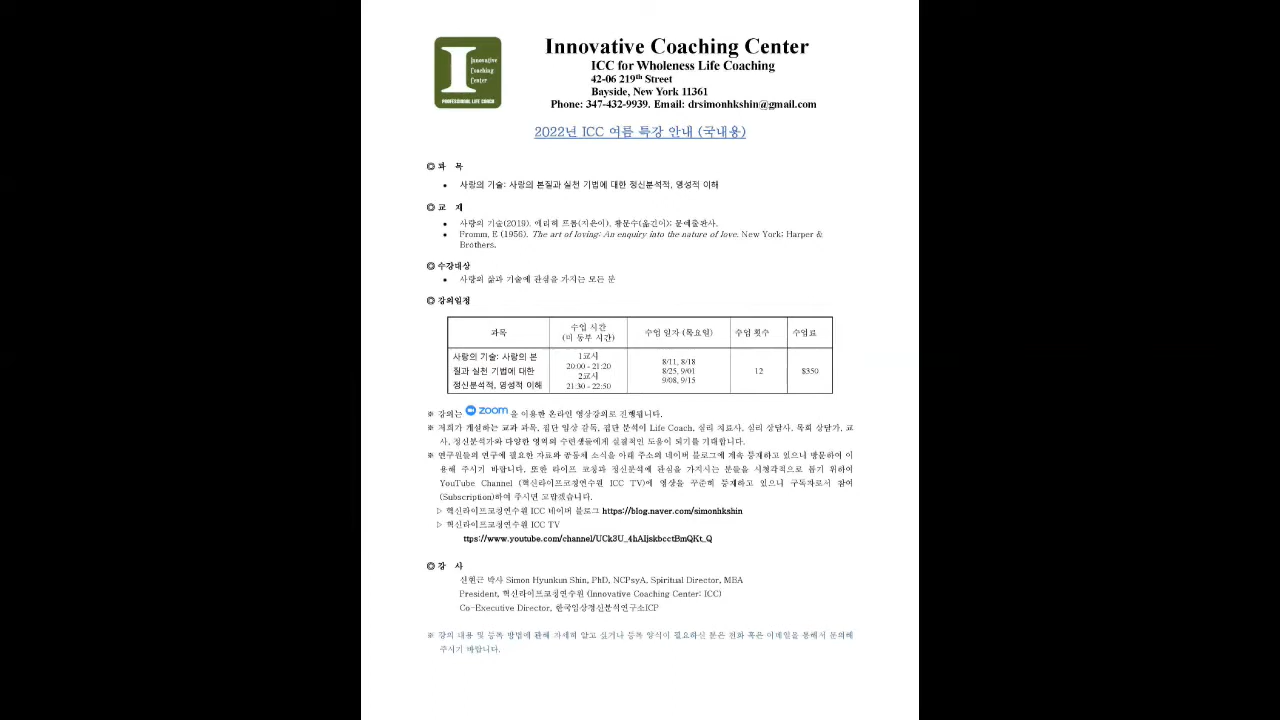 Innovative
Coaching
Center
PROFESSIONAL LIFE COACH
Innovative Coaching Center
ICC for Wholeness Life Coaching
42-06 219th Street
Bayside, New York 11361
Phone: 347-432-9939. Email: drsimonhkshin@gmail.com
2022년 ICC 여름 특강 안내 (국내용)
◎ 과 목
• 사랑의 기술: 사랑의 본질과 실천 기법에 대한 정신분석적, 영성적 이해
◎ 교 재
• 사랑의 기술(2019). 에리히 프롬(지은이), 황문수(옮긴이); 문예출판사.
• Fromm, E (1956). The art of loving: An enquiry into the nature of love. New York: Harper &
Brothers.
◎ 수강대상
• 사랑의 삶과 기술에 관심을 가지는 모든 분
◎ 강의일정
과목 수업 시간 (미 동부 시간) 수업 일자 (목요일) 수업 횟수 수업료
사랑의 기술: 사랑의 본
질과 실천 기법에 대한
정신분석적, 영성적 이해
1교시
20:00 - 21:20
2교시
21:30 - 22:50
8/11, 8/18
8/25, 9/01
9/08, 9/15
12
$350
※ 강의는 zoom 을 이용한 온라인 영상강의로 진행됩니다.
※ 저희가 개설하는 교과 과목, 집단 임상 감독, 집단 분석이 Life Coach, 심리 치료사, 심리 상담사, 목회 상담가, 교
사, 정신분석가와 다양한 영역의 수련생들에게 실질적인 도움이 되기를 기대합니다.
※ 연구원들의 연구에 필요한 자료와 공동체 소식을 아래 주소의 네이버 블로그에 계속 등재하고 있으니 방문하여 이
용해 주시기 바랍니다. 또한 라이프 코칭과 정신분석에 관심을 가지시는 분들을 시청각적으로 돕기 위하여
YouTube Channel (혁신라이프코칭연수원 ICC TV)에 영상을 꾸준히 등재하고 있으니 구독자로서 참여
(Subscription)하여 주시면 고맙겠습니다.
▷ 혁신라이프코칭연수원 ICC 네이버 블로그 https://blog.naver.com/simonhkshin
▷ 혁신라이프코칭연수원 ICC TV
ttps://www.youtube.com/channel/UCk3U_4hAIjskbcctBmQKt_Q
◎ 강 사
신현근 박사 Simon Hyunkun Shin, PhD, NCPsyA, Spiritual Director, MBA
President, 혁신라이프코칭연수원 (Innovative Coaching Center: ICC)
Co-Executive Director, 한국임상정신분석연구소ICP
※ 강의 내용 및 등록 방법에 관해 자세히 알고 싶거나 등록 양식이 필요하신 분은 전화 혹은 이메일을 통해서 문의해
주시기 바랍니다.